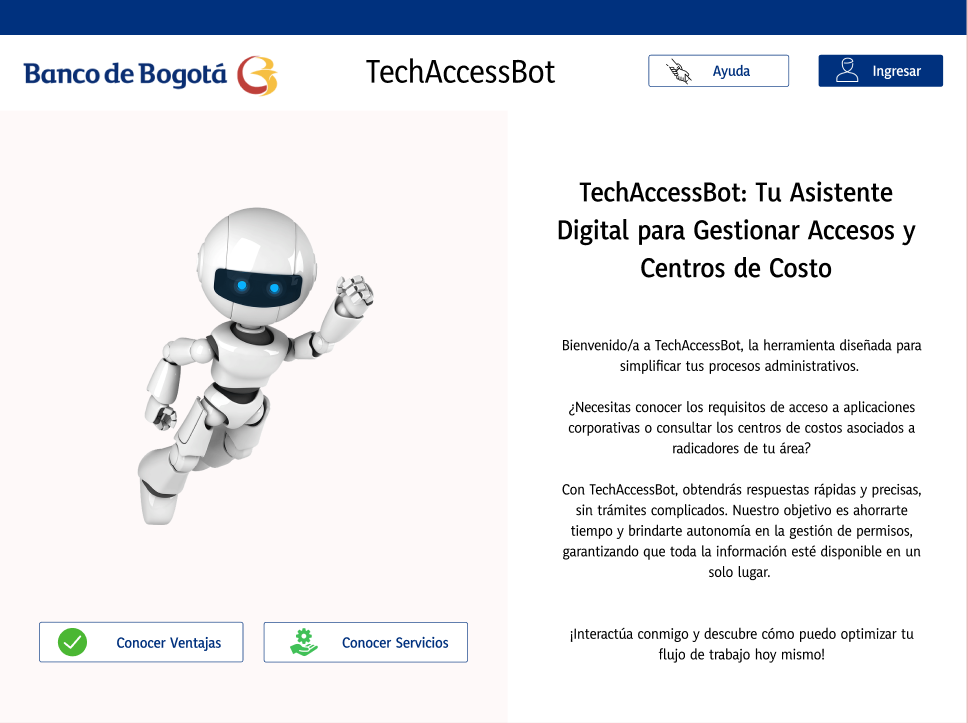 Banco de Bogotá
TechAccessBot
Ayuda
Ingresar
TechAccessBot: Tu Asistente
Digital para Gestionar Accesos y
Centros de Costo
Bienvenido/a a TechAccessBot, la herramienta diseñada para
simplificar tus procesos administrativos.
¿Necesitas conocer los requisitos de acceso a aplicaciones
corporativas o consultar los centros de costos asociados a
radicadores de tu área?
Con TechAccessBot, obtendrás respuestas rápidas y precisas,
sin trámites complicados. Nuestro objetivo es ahorrarte
tiempo y brindarte autonomía en la gestión de permisos,
garantizando que toda la información esté disponible en un
solo lugar.
¡Interactúa conmigo y descubre cómo puedo optimizar tu
flujo de trabajo hoy mismo!
Conocer Ventajas
Conocer Servicios